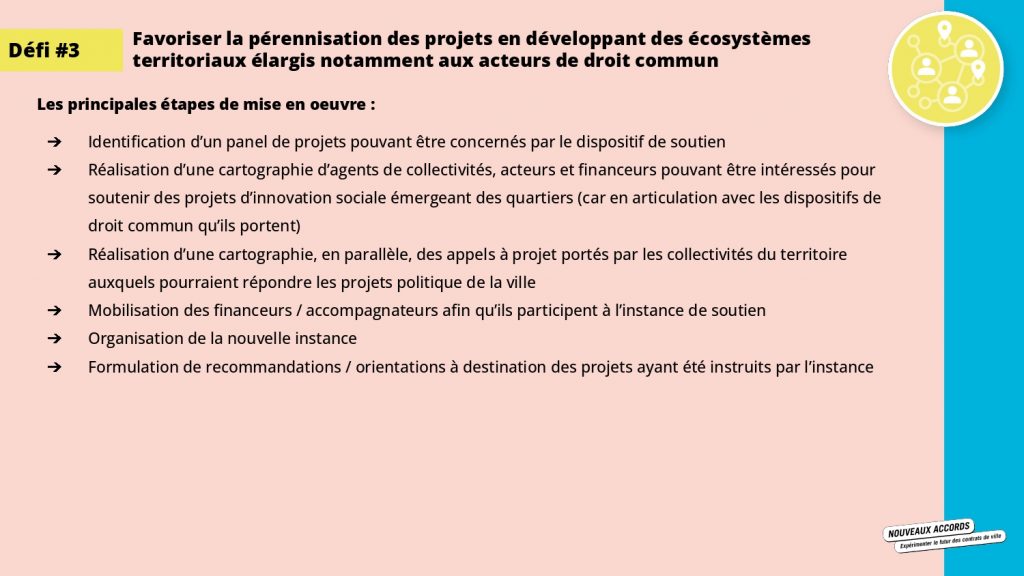 Défi #3
Favoriser la pérennisation des projets en développant des écosystèmes
territoriaux élargis notamment aux acteurs de droit commun
Les principales étapes de mise en oeuvre :
➔ Identification d’un panel de projets pouvant être concernés par le dispositif de soutien
➔ Réalisation d’une cartographie d’agents de collectivités, acteurs et financeurs pouvant être intéressés pour
soutenir des projets d’innovation sociale émergeant des quartiers (car en articulation avec les dispositifs de
droit commun qu’ils portent)
➔ Réalisation d’une cartographie, en parallèle, des appels à projet portés par les collectivités du territoire
auxquels pourraient répondre les projets politique de la ville
➔ Mobilisation des financeurs / accompagnateurs afin qu’ils participent à l’instance de soutien
➔ Organisation de la nouvelle instance
➔ Formulation de recommandations / orientations à destination des projets ayant été instruits par l’instance
NOUVEAUX ACCORDS
Expérimenter le futur des contrats de ville